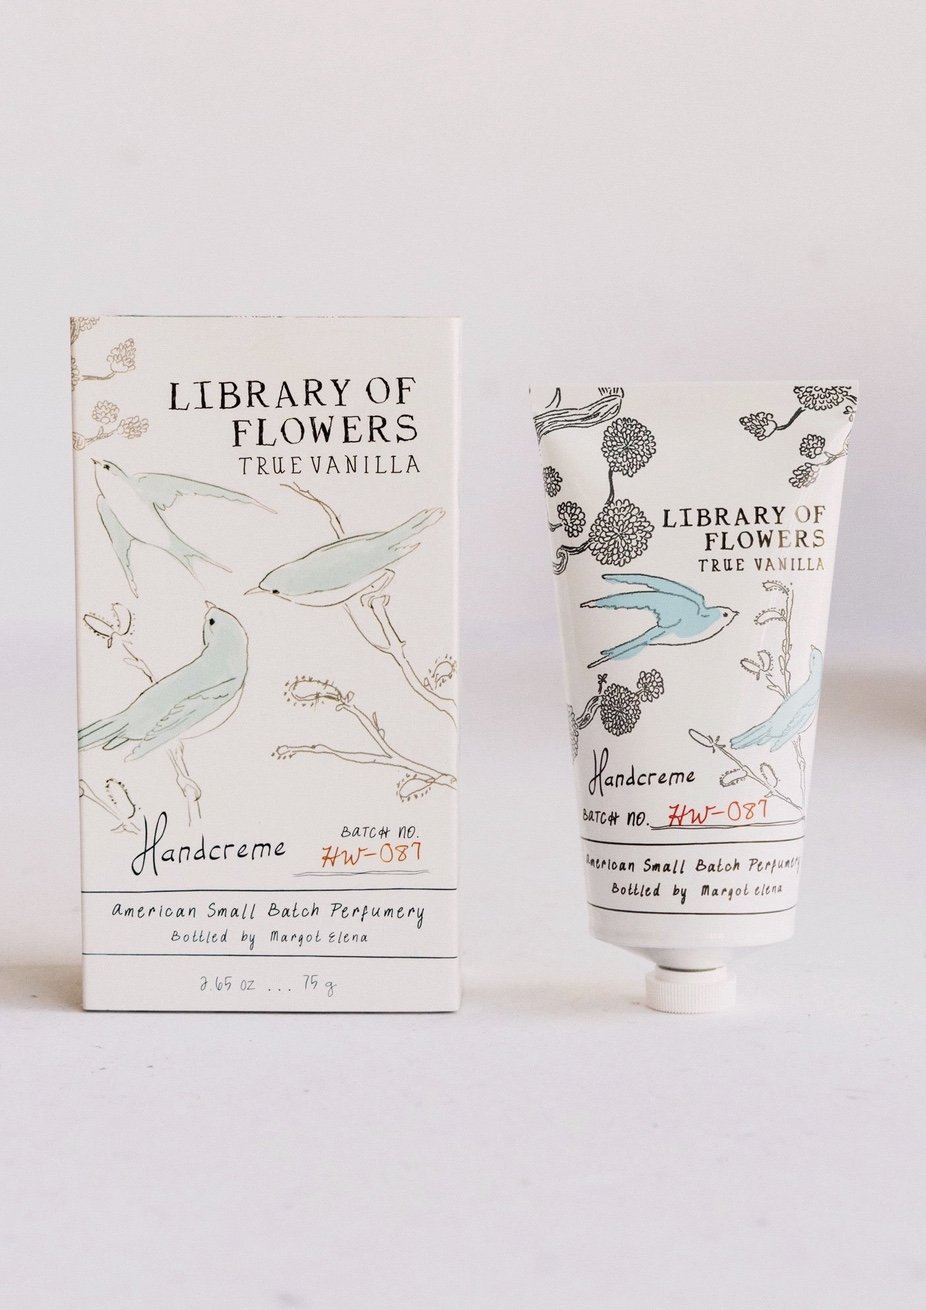 LIBRARY OF
FLOWERS
TRUE VANILLA
Handcreme
BATCH NO.
HW-087
American Small Batch Perfumery
Bottled by Margot Elena
2.65 oz ... 75 g
LIBRARY OF
FLOWERS
TRUE VANILLA
Handcreme
BATCH NO. HW-087
American Small Batch Perfumery
Bottled by Margot Elena